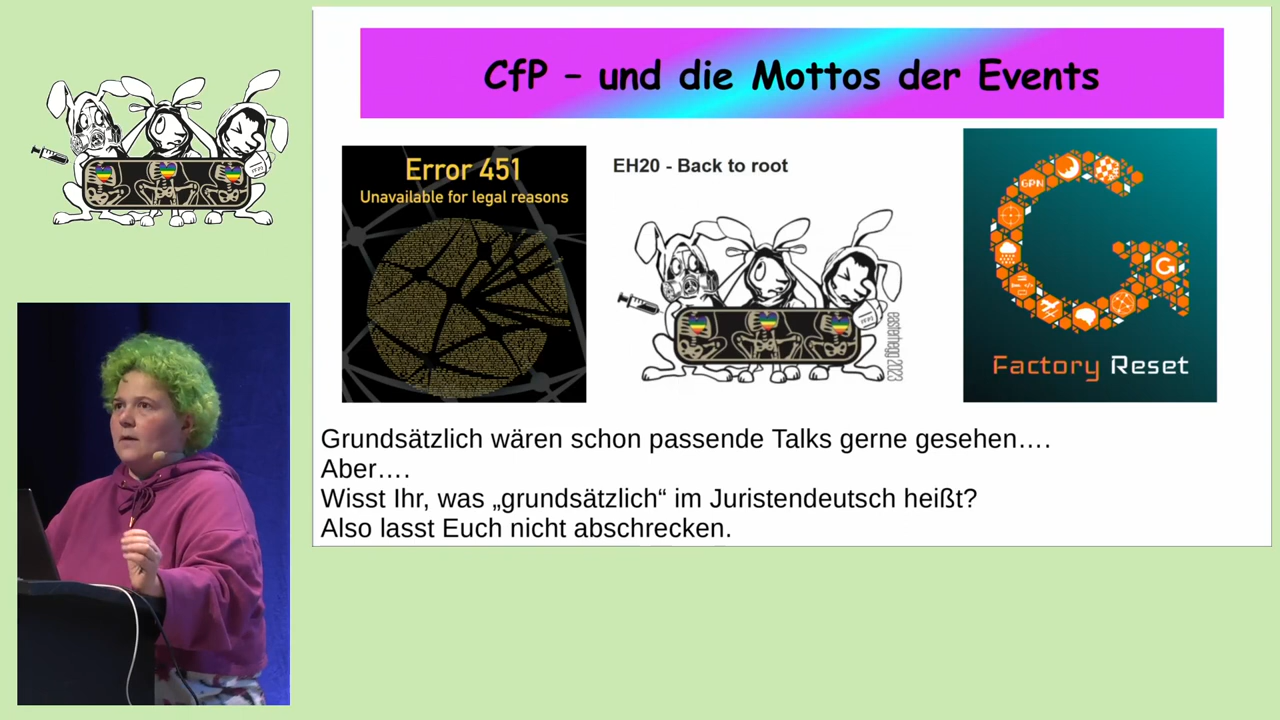 CfP – und die Mottos der Events
Error 451
Unavailable for legal reasons
EH20 - Back to root
easterhegg 2023
GPN
G
Factory Reset
Grundsätzlich wären schon passende Talks gerne gesehen….
Aber….
Wisst Ihr, was „grundsätzlich“ im Juristendeutsch heißt?
Also lasst Euch nicht abschrecken.